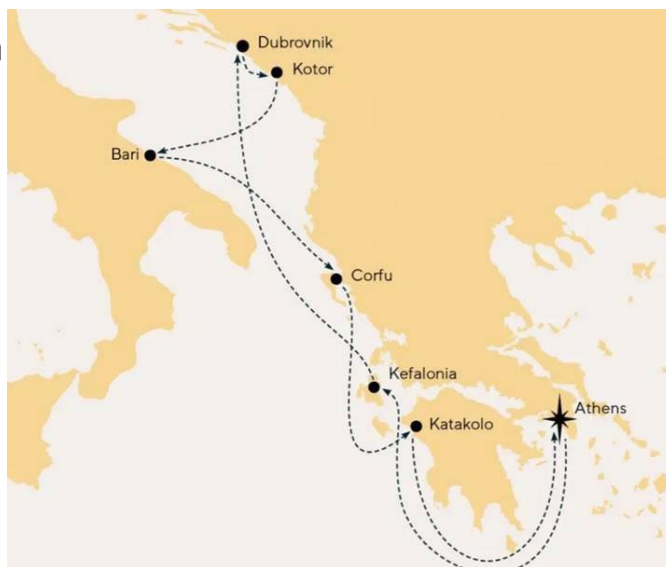 Dubrovnik
Kotor
Bari
Corfu
Kefalonia
Athens
Katakolo